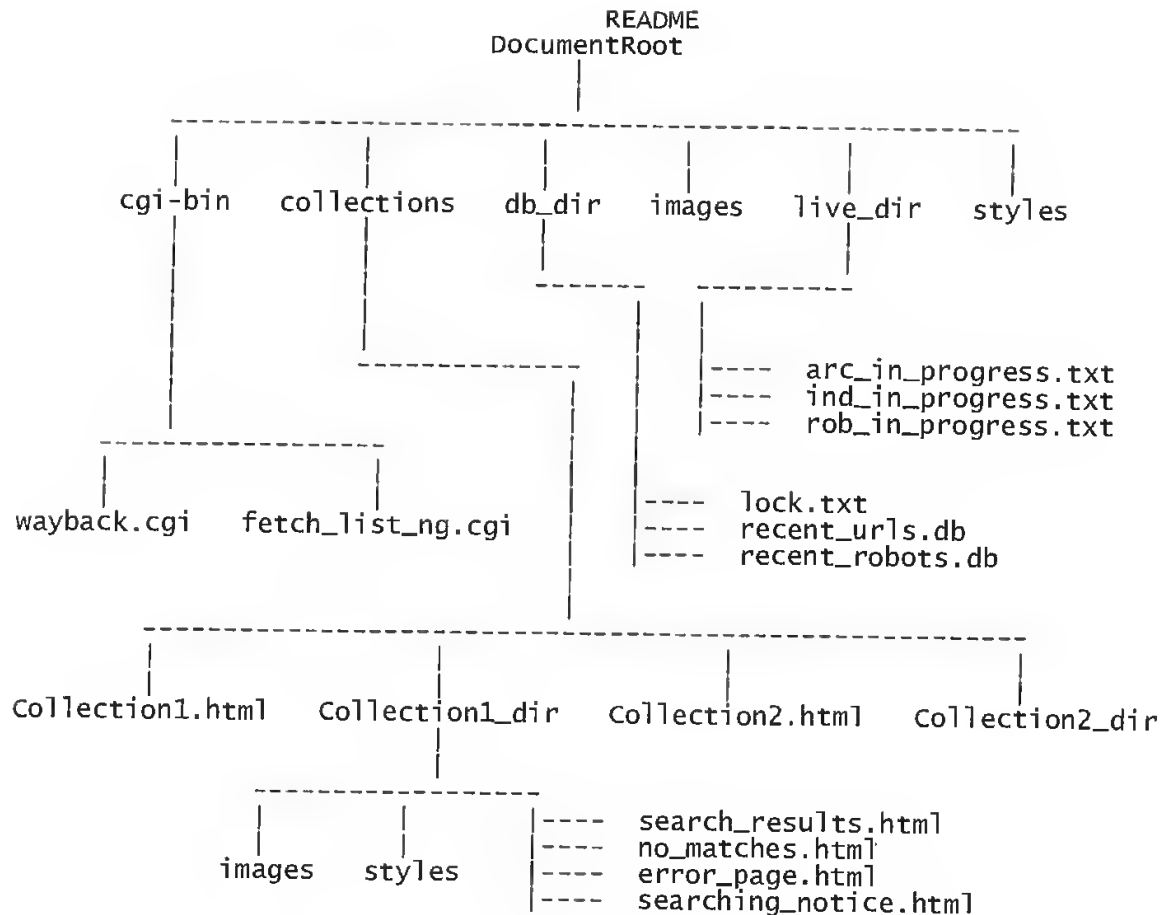 README
DocumentRoot
cgi-bin collections db_dir images live_dir styles
arc_in_progress.txt
ind_in_progress.txt
rob_in_progress.txt
wayback.cgi fetch_list_ng.cgi
lock.txt
recent_urls.db
recent_robots.db
Collection1.html Collection1_dir Collection2.html Collection2_dir
images styles
search_results.html
no_matches.html
error_page.html
searching_notice.html